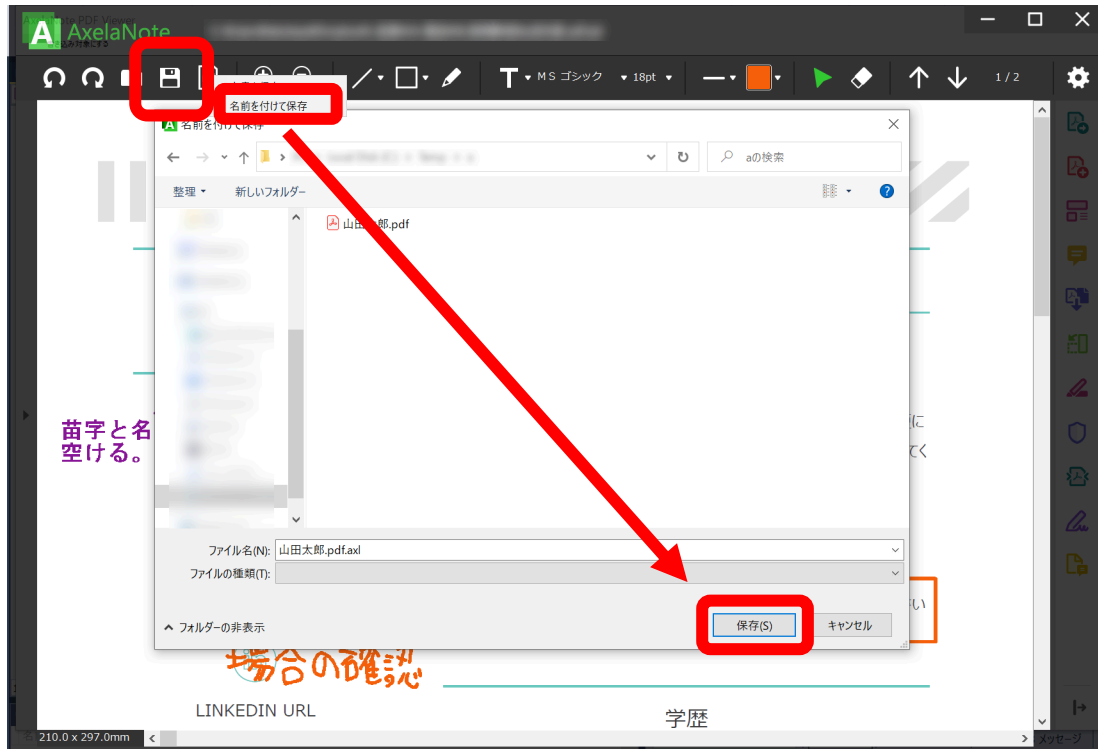 AxelaNote
MS ゴシック
18pt
1 / 2
名前を付けて保存
名前を付けて保存
aの検索
整理
新しいフォルダー
山田太郎.pdf
苗字と名
空ける。
に
てく
ファイル名(N):
山田太郎.pdf.axl
ファイルの種類(T):
い
フォルダーの非表示
保存(S)
キャンセル
場合の確認
LINKEDIN URL
学歴
210.0 x 297.0mm
メッセージ